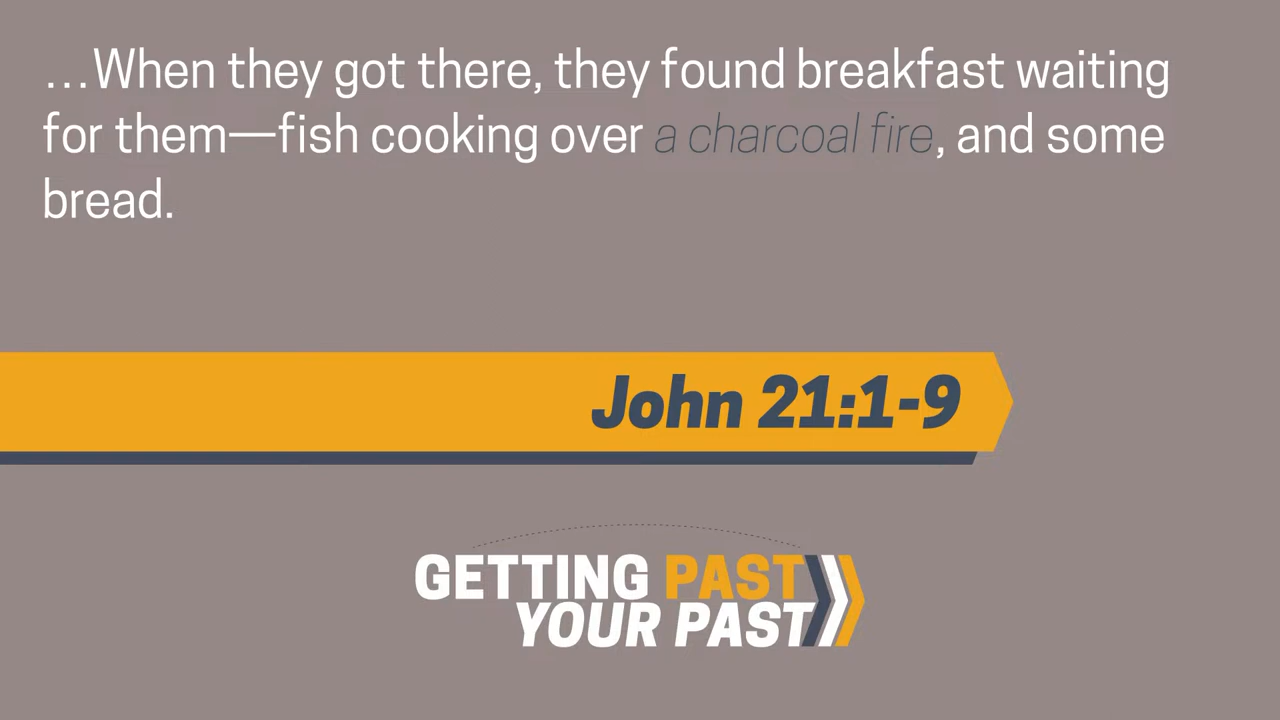 …When they got there, they found breakfast waiting
for them—fish cooking over a charcoal fire, and some
bread.
John 21:1-9
GETTING PAST
YOUR PAST